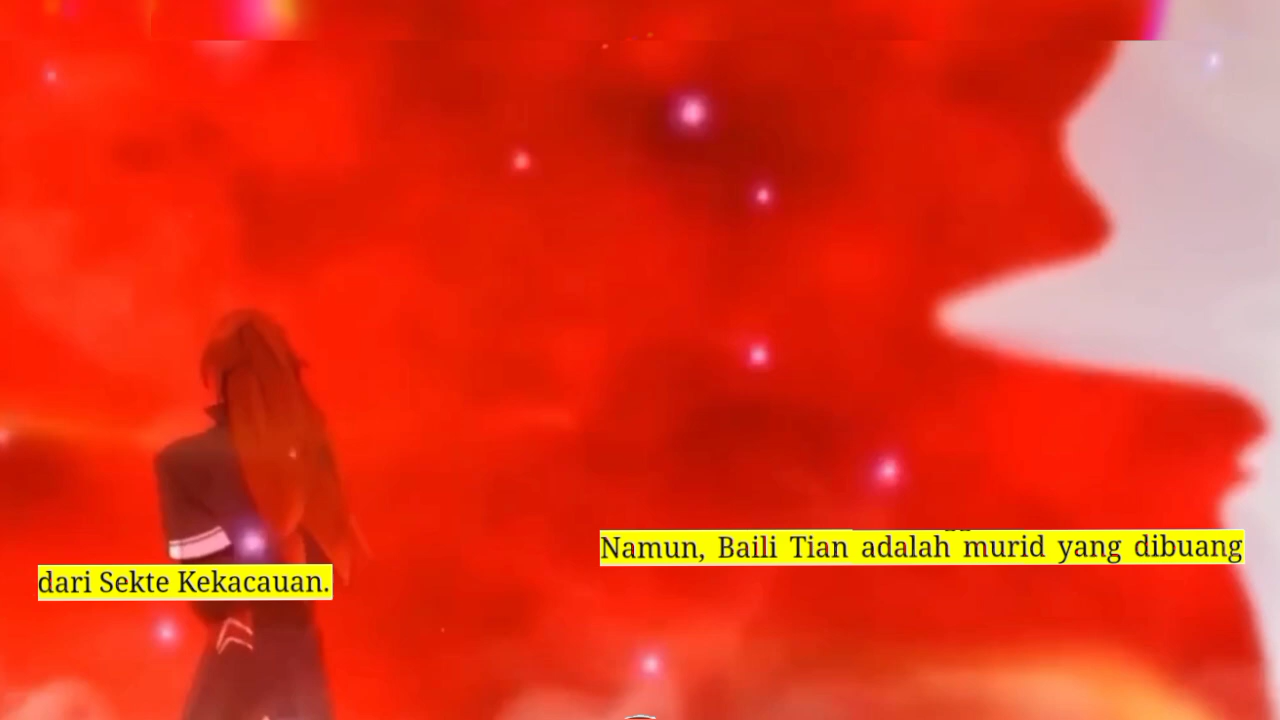 Namun, Baili Tian adalah murid yang dibuang
dari Sekte Kekacauan.